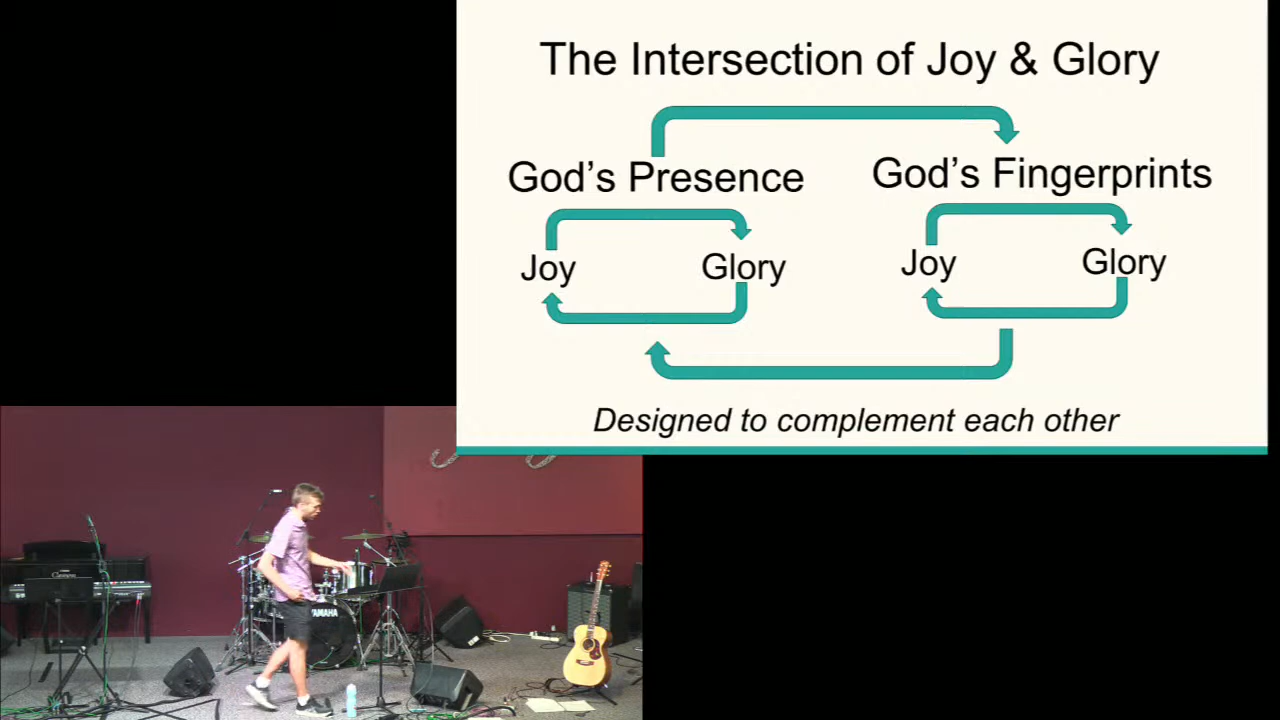 The Intersection of Joy & Glory
God's Presence
God's Fingerprints
Joy
Glory
Joy
Glory
Designed to complement each other
YAMAHA